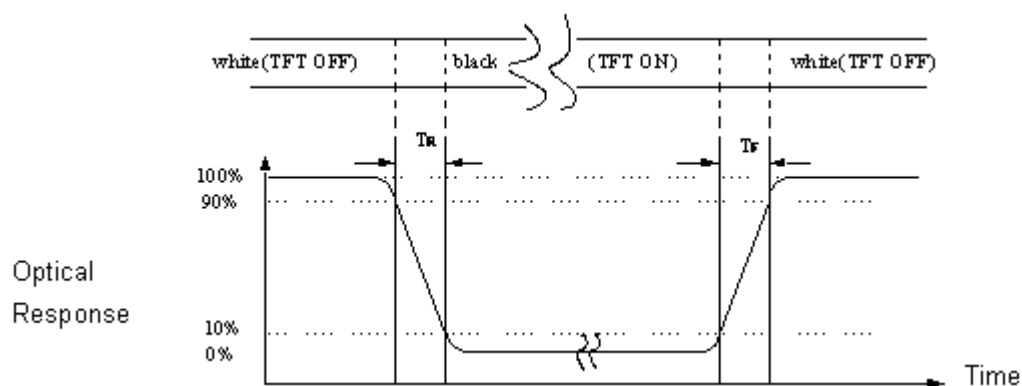 white(TFT OFF) black (TFT ON) white(TFT OFF)
TR TF
100%
90%
Optical
Response
10%
0%
Time